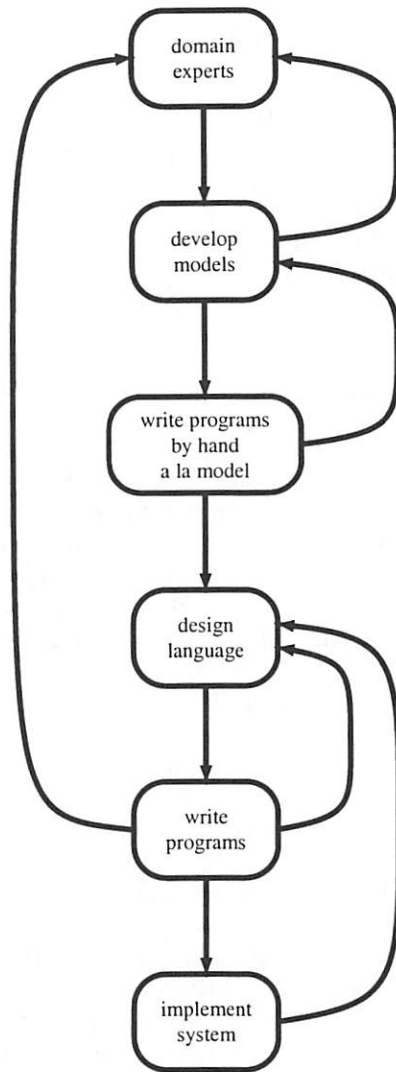 domain
experts
develop
models
write programs
by hand
a la model
design
language
write
programs
implement
system